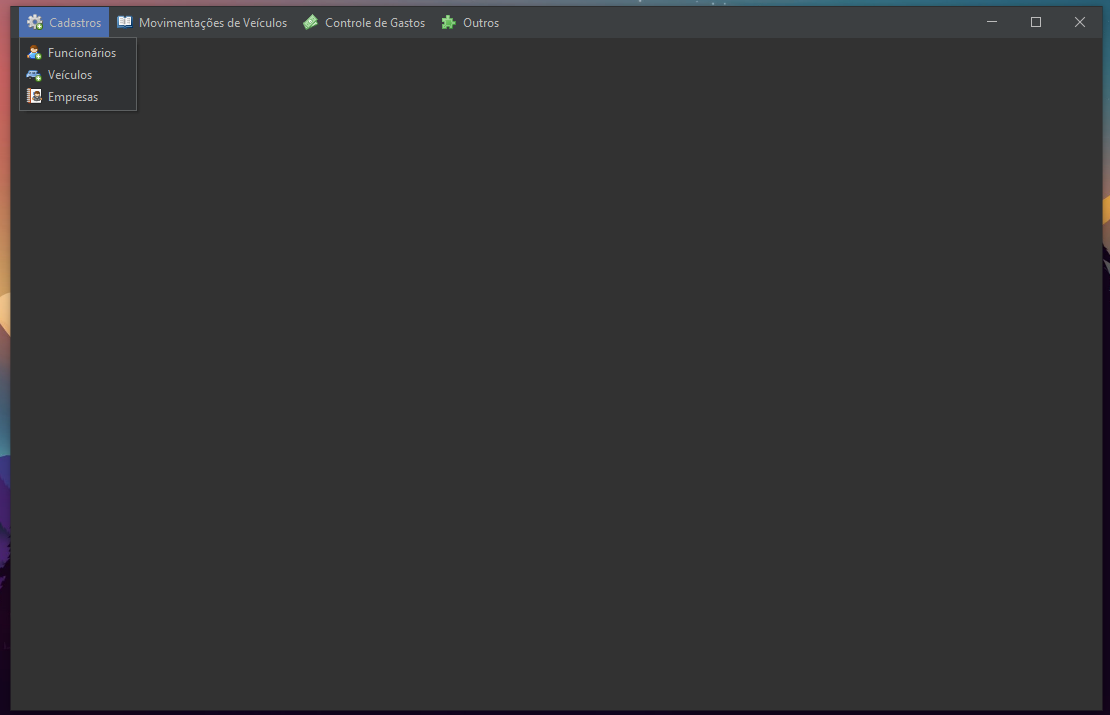 Cadastros Movimentações de Veículos Controle de Gastos Outros
Funcionários
Veículos
Empresas